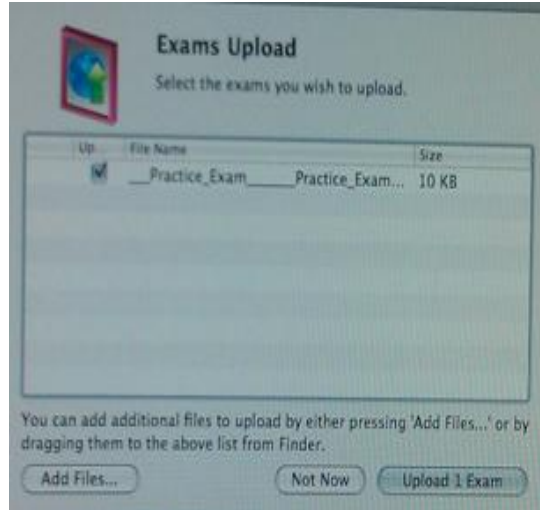 Exams Upload
Select the exams you wish to upload.
Up... File Name Size
__Practice_Exam______Practice_Exam... 10 KB
You can add additional files to upload by either pressing 'Add Files...' or by
dragging them to the above list from Finder.
Add Files... Not Now Upload 1 Exam